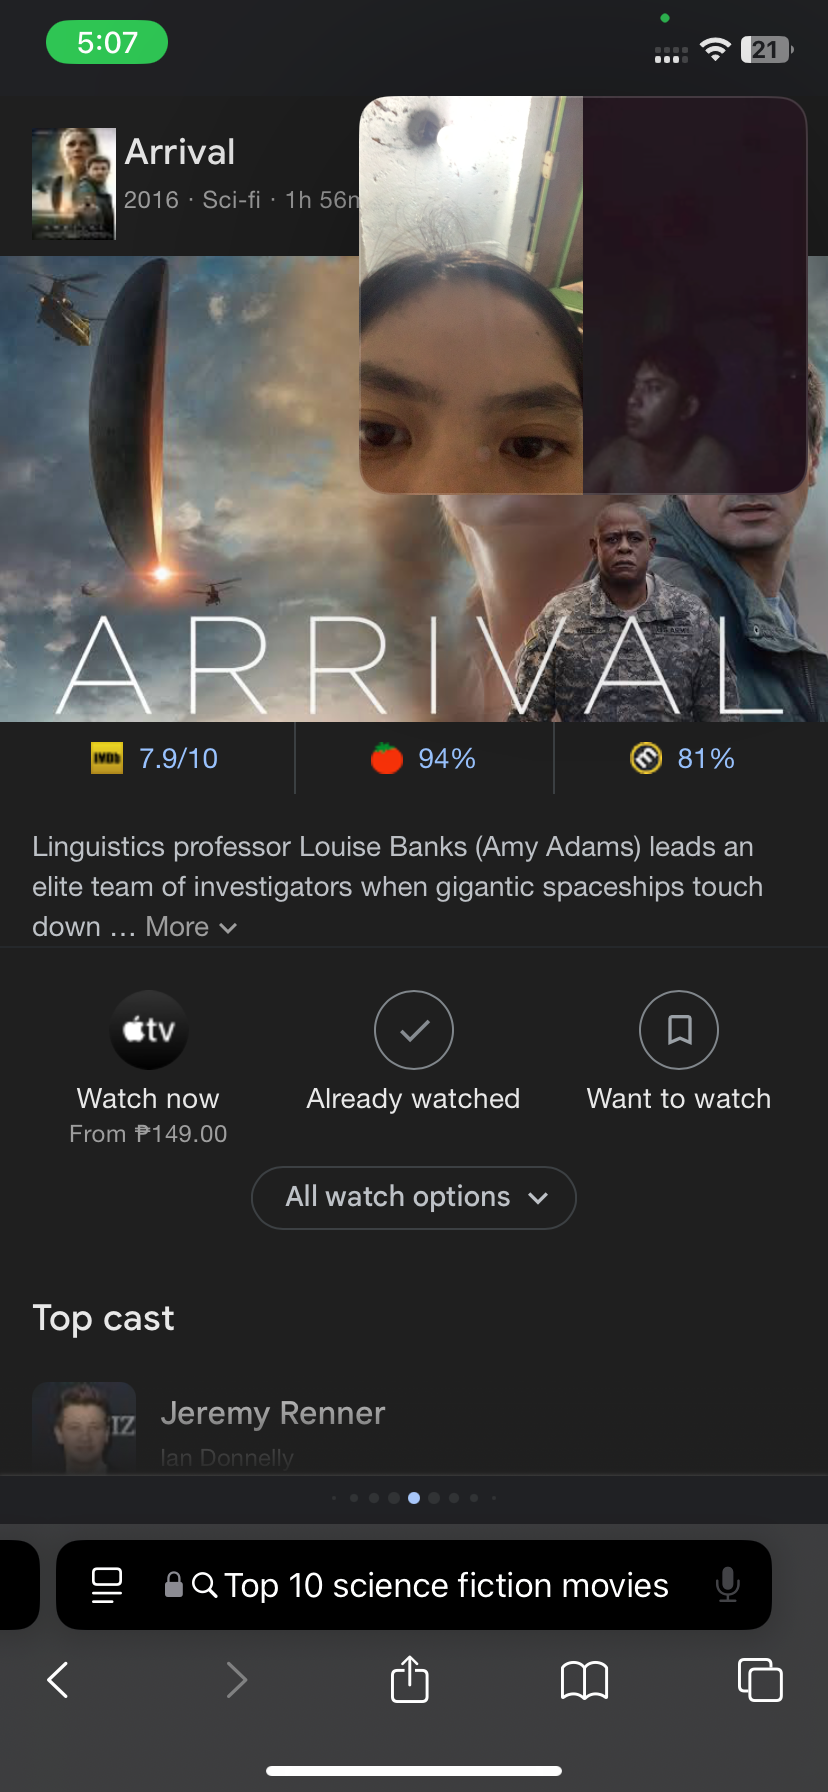 5:07
21
Arrival
2016 · Sci-fi · 1h 56m
ARRIVAL
IMDb 7.9/10
94%
81%
Linguistics professor Louise Banks (Amy Adams) leads an
elite team of investigators when gigantic spaceships touch
down ... More
tv
Watch now
From ₱149.00
Already watched
Want to watch
All watch options
Top cast
IZ
Jeremy Renner
Ian Donnelly
Top 10 science fiction movies